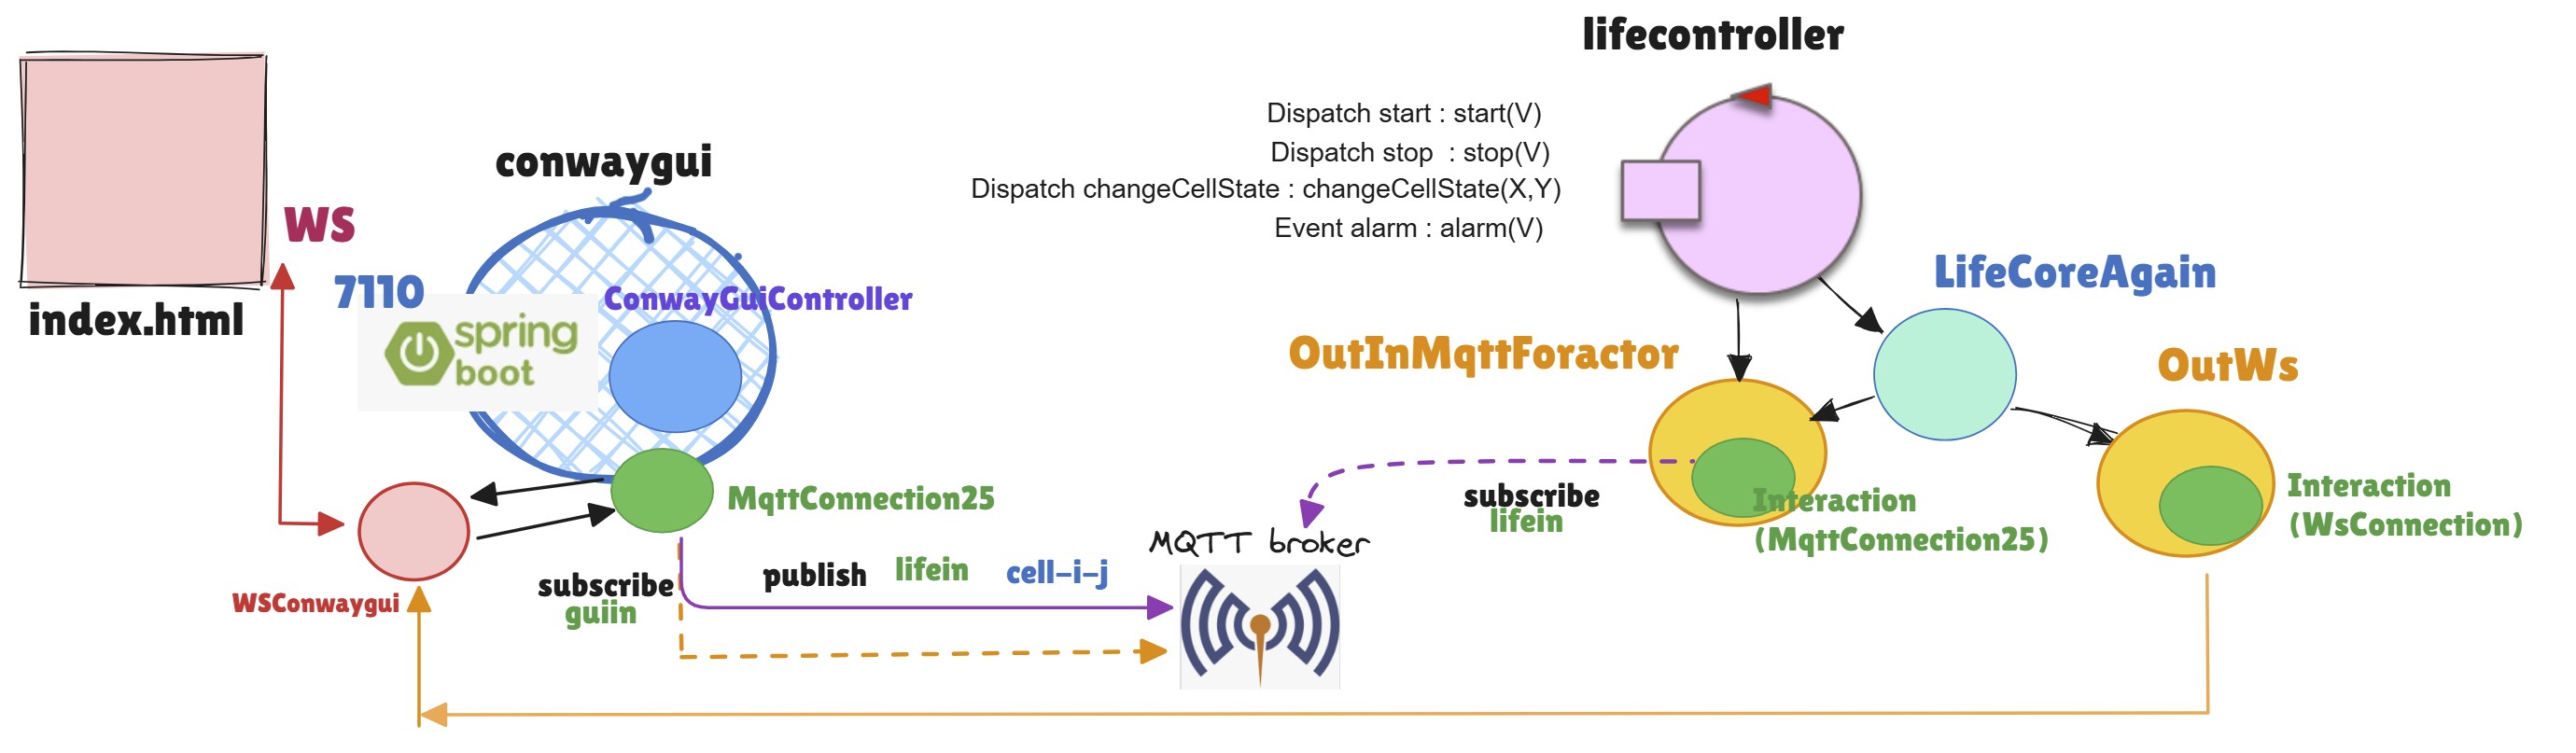 lifecontroller
Dispatch start : start(V)
Dispatch stop : stop(V)
Dispatch changeCellState : changeCellState(X,Y)
Event alarm : alarm(V)
conwaygui
WS
7110
index.html
spring
boot
ConwayGuiController
LifeCoreAgain
OutInMqttForactor
OutWs
MqttConnection25
subscribe
lifein
Interaction
(MqttConnection25)
Interaction
(WsConnection)
MQTT broker
WSConwaygui
subscribe
guiin
publish lifein cell-i-j